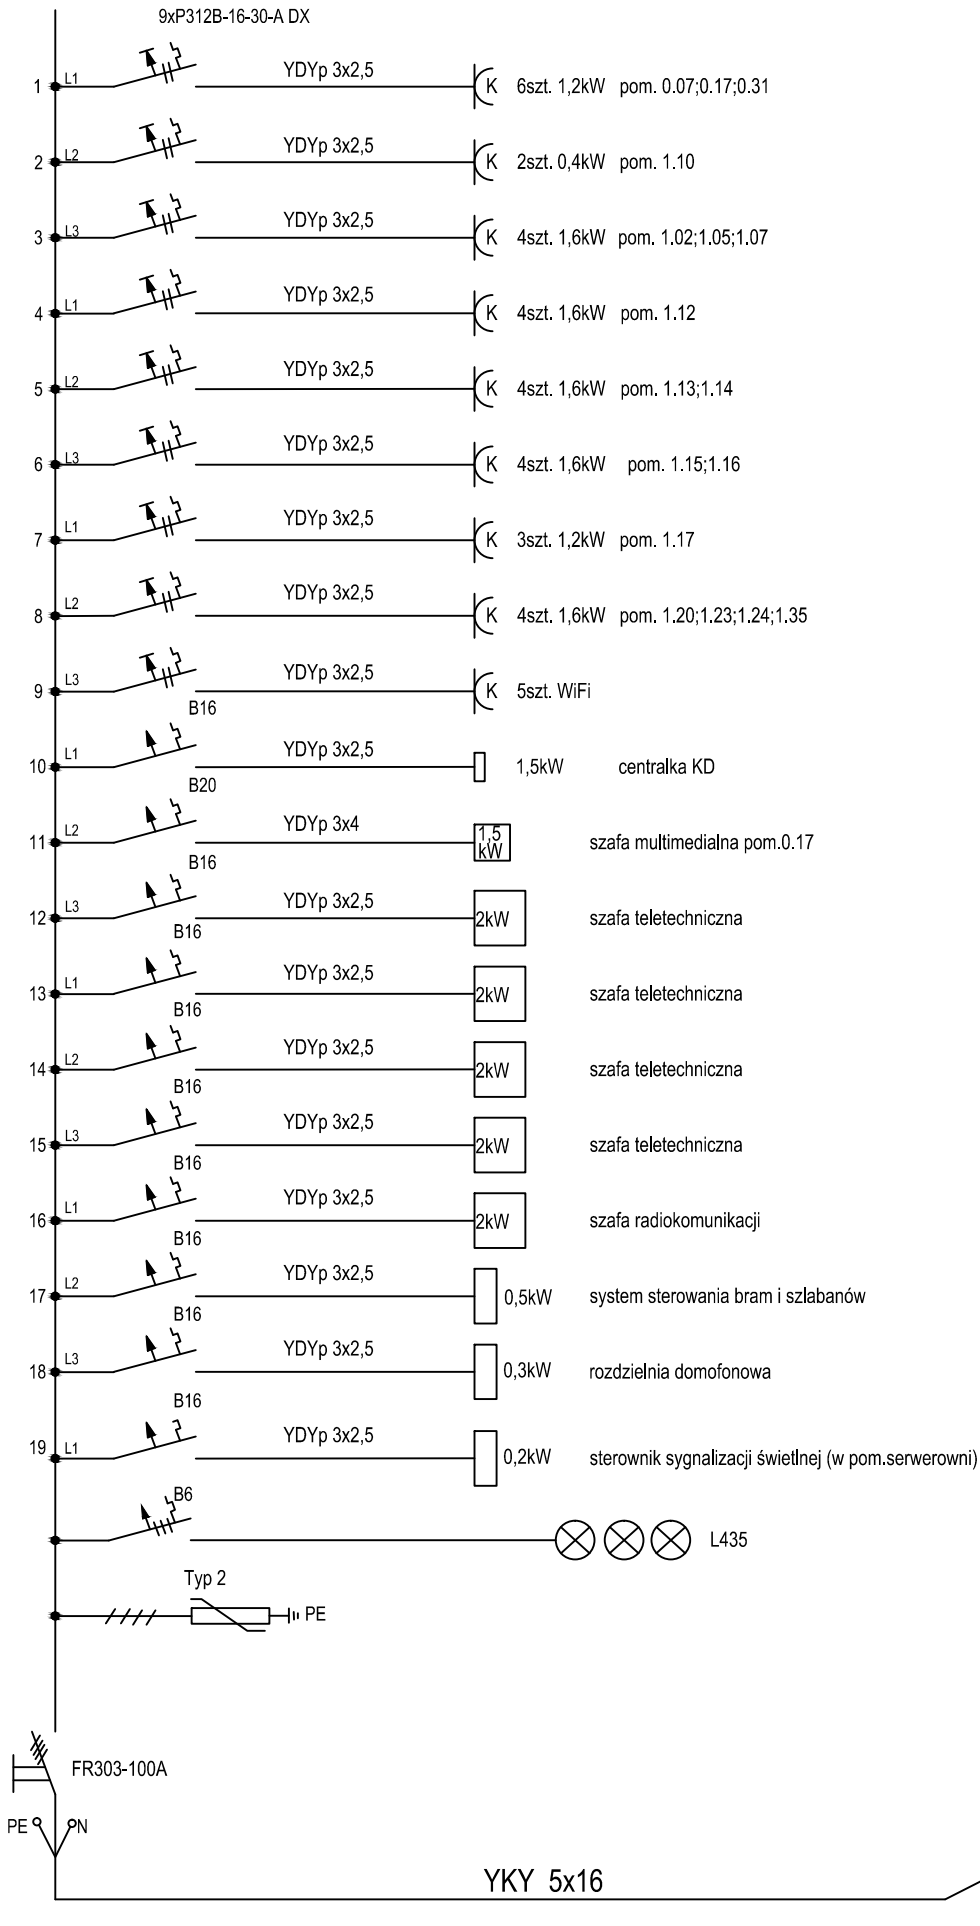 9xP312B-16-30-A DX
1 L1 YDYp 3x2,5 K 6szt. 1,2kW pom. 0.07;0.17;0.31
2 L2 YDYp 3x2,5 K 2szt. 0,4kW pom. 1.10
3 L3 YDYp 3x2,5 K 4szt. 1,6kW pom. 1.02;1.05;1.07
4 L1 YDYp 3x2,5 K 4szt. 1,6kW pom. 1.12
5 L2 YDYp 3x2,5 K 4szt. 1,6kW pom. 1.13;1.14
6 L3 YDYp 3x2,5 K 4szt. 1,6kW pom. 1.15;1.16
7 L1 YDYp 3x2,5 K 3szt. 1,2kW pom. 1.17
8 L2 YDYp 3x2,5 K 4szt. 1,6kW pom. 1.20;1.23;1.24;1.35
9 L3 YDYp 3x2,5 K 5szt. WiFi
B16
10 L1 YDYp 3x2,5 1,5kW centralka KD
B20
11 L2 YDYp 3x4 1,5 kW szafa multimedialna pom.0.17
B16
12 L3 YDYp 3x2,5 2kW szafa teletechniczna
B16
13 L1 YDYp 3x2,5 2kW szafa teletechniczna
B16
14 L2 YDYp 3x2,5 2kW szafa teletechniczna
B16
15 L3 YDYp 3x2,5 2kW szafa teletechniczna
B16
16 L1 YDYp 3x2,5 2kW szafa radiokomunikacji
B16
17 L2 YDYp 3x2,5 0,5kW system sterowania bram i szlabanów
B16
18 L3 YDYp 3x2,5 0,3kW rozdzielnia domofonowa
B16
19 L1 YDYp 3x2,5 0,2kW sterownik sygnalizacji świetlnej (w pom.serwerowni)
B6
L435
Typ 2
PE
FR303-100A
PE N
YKY 5x16